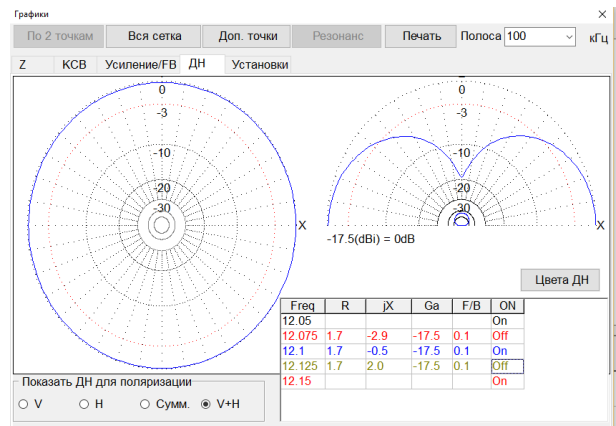 Графики
По 2 точкам Вся сетка Доп. точки Резонанс Печать Полоса 100 кГц
Z КСВ Усиление/FB ДН Установки
0 0
-3 -3
-10 -10
-20 -20
-30 -30
X X
-17.5(dBi) = 0dB
Цвета ДН
Freq R jX Ga F/B ON
12.05 On
12.075 1.7 -2.9 -17.5 0.1 Off
12.1 1.7 -0.5 -17.5 0.1 On
12.125 1.7 2.0 -17.5 0.1 Off
12.15 On
Показать ДН для поляризации
V H Сумм. V+H